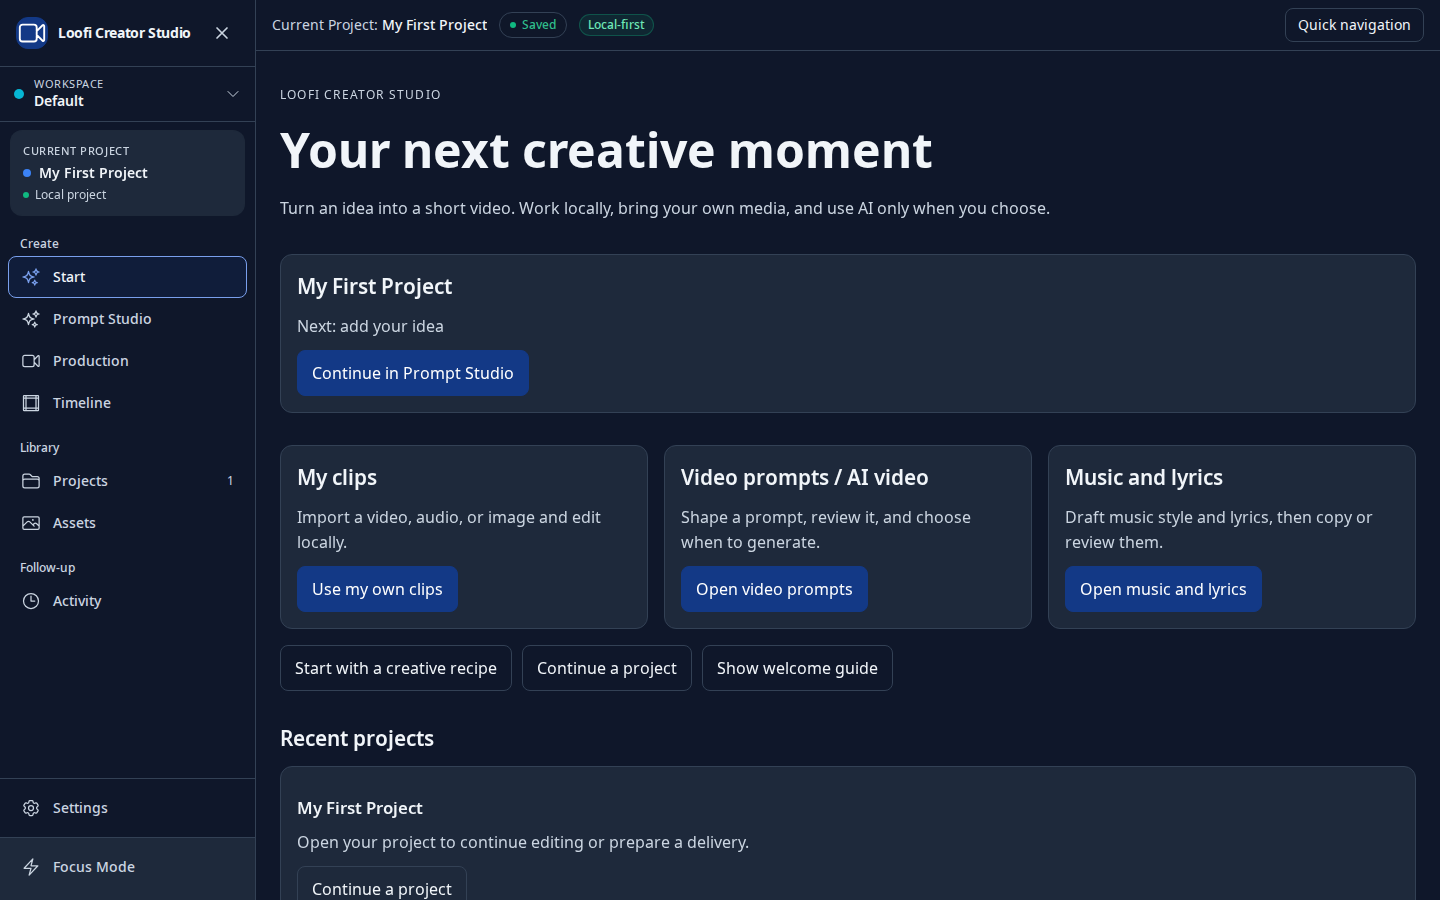 Loofi Creator Studio
WORKSPACE
Default
CURRENT PROJECT
My First Project
Local project
Create
Start
Prompt Studio
Production
Timeline
Library
Projects 1
Assets
Follow-up
Activity
Settings
Focus Mode
Current Project: My First Project Saved Local-first Quick navigation
LOOFI CREATOR STUDIO
Your next creative moment
Turn an idea into a short video. Work locally, bring your own media, and use AI only when you choose.
My First Project
Next: add your idea
Continue in Prompt Studio
My clips
Import a video, audio, or image and edit
locally.
Use my own clips
Video prompts / AI video
Shape a prompt, review it, and choose
when to generate.
Open video prompts
Music and lyrics
Draft music style and lyrics, then copy or
review them.
Open music and lyrics
Start with a creative recipe Continue a project Show welcome guide
Recent projects
My First Project
Open your project to continue editing or prepare a delivery.
Continue a project